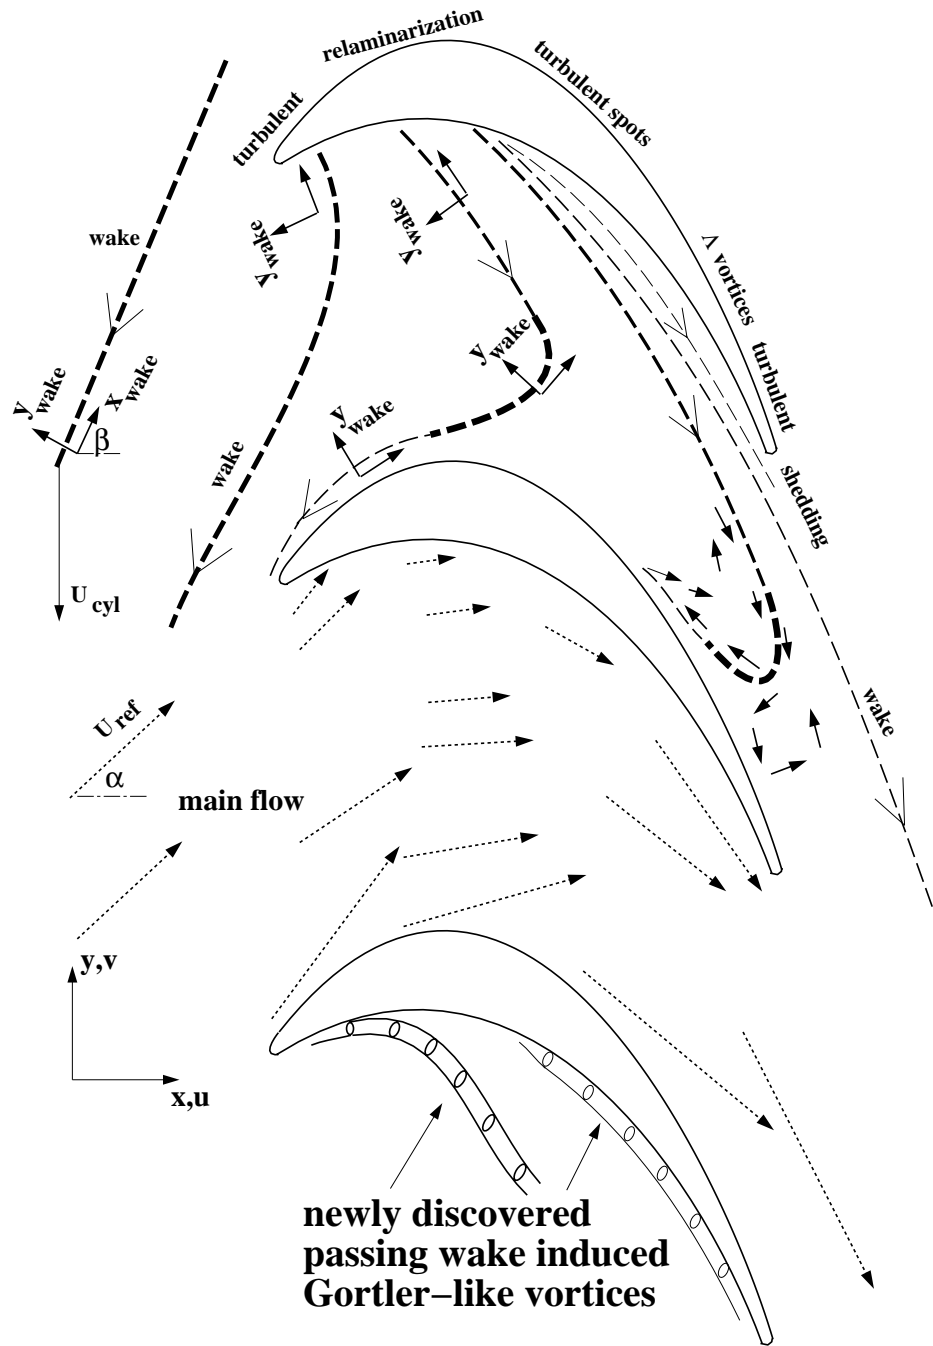 relaminarization
turbulent
turbulent spots
Λ vortices
turbulent
shedding
wake
wake
wake
y wake
y wake
y wake
y wake
y wake
x wake
β
U cyl
U ref
α
main flow
y,v
x,u
newly discovered
passing wake induced
Gortler−like vortices